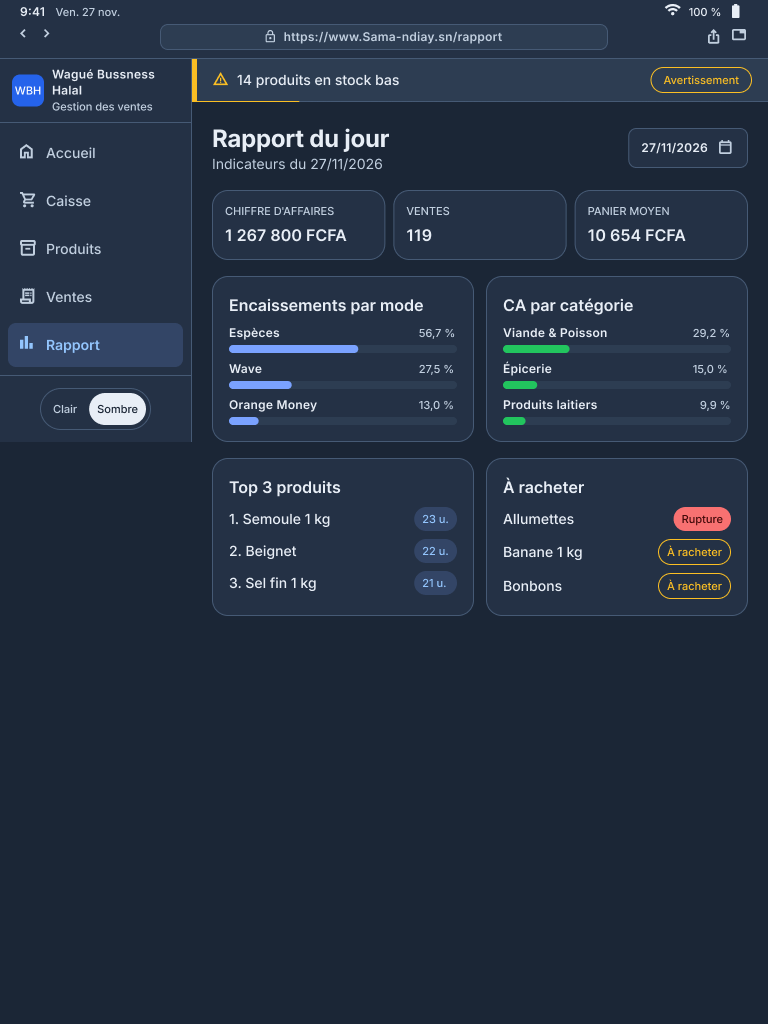 9:41 Ven. 27 nov.
100 %
https://www.Sama-ndiay.sn/rapport
WBH
Wagué Bussness
Halal
Gestion des ventes
Accueil
Caisse
Produits
Ventes
Rapport
Clair Sombre
14 produits en stock bas
Avertissement
Rapport du jour
Indicateurs du 27/11/2026
27/11/2026
CHIFFRE D'AFFAIRES
1 267 800 FCFA
VENTES
119
PANIER MOYEN
10 654 FCFA
Encaissements par mode
Espèces 56,7 %
Wave 27,5 %
Orange Money 13,0 %
CA par catégorie
Viande & Poisson 29,2 %
Épicerie 15,0 %
Produits laitiers 9,9 %
Top 3 produits
1. Semoule 1 kg 23 u.
2. Beignet 22 u.
3. Sel fin 1 kg 21 u.
À racheter
Allumettes Rupture
Banane 1 kg À racheter
Bonbons À racheter